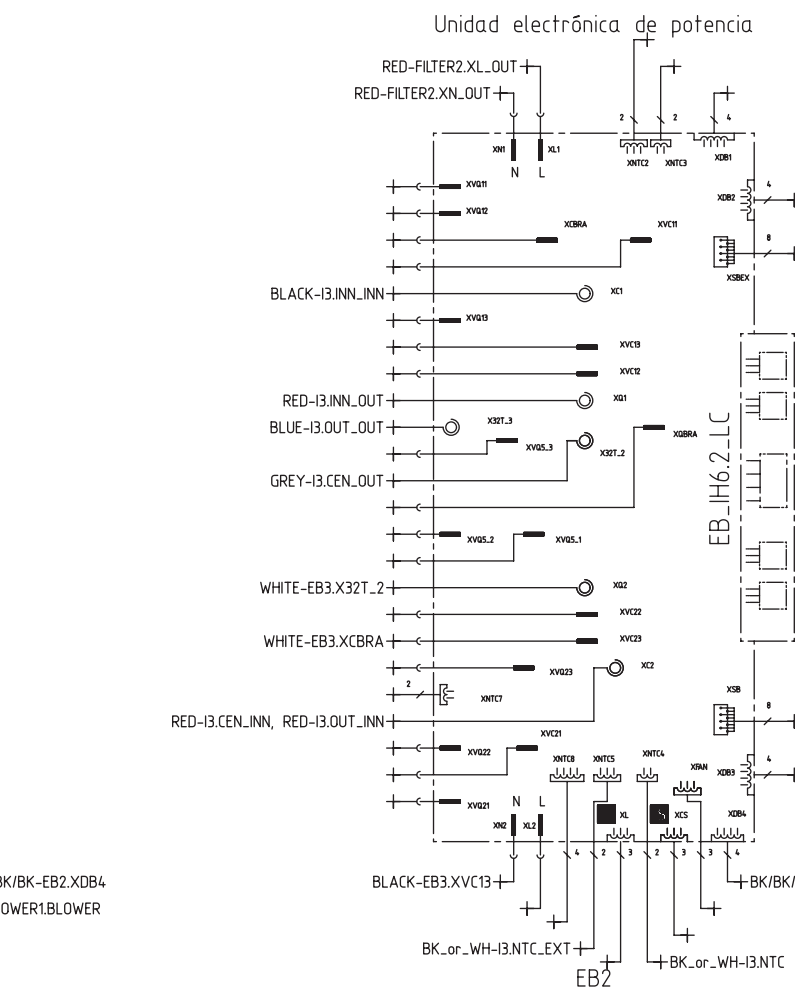 Unidad electrónica de potencia
RED-FILTER2.XL_OUT
RED-FILTER2.XN_OUT
2 2 4
XN1 XL1 XNTC2 XNTC3 XDB1
N L
XVQ11 XDB2 4
XVQ12
XCBRA XVC11 8
XSBEX
BLACK-I3.INN_INN XC1
XVQ13
XVC13
XVC12
RED-I3.INN_OUT XQ1
BLUE-I3.OUT_OUT X32T_3 XQBRA
XVQ5_3 X32T_2
EB_IH6.2_LC
GREY-I3.CEN_OUT
XVQ5_2 XVQ5_1
WHITE-EB3.X32T_2 XQ2
XVC22
WHITE-EB3.XCBRA XVC23
XVQ23 XC2
2 XNTC7 XSB
RED-I3.CEN_INN, RED-I3.OUT_INN 8
XVC21
XVQ22 XNTC8 XNTC5 XNTC4 XFAN XDB3 4
XVQ21 N L
XN2 XL2 XL XCS XDB4
4 2 3 2 3 3 4
BK/BK-EB2.XDB4 BLACK-EB3.XVC13 BK/BK/
OWER1.BLOWER
BK_or_WH-I3.NTC_EXT
BK_or_WH-I3.NTC
EB2